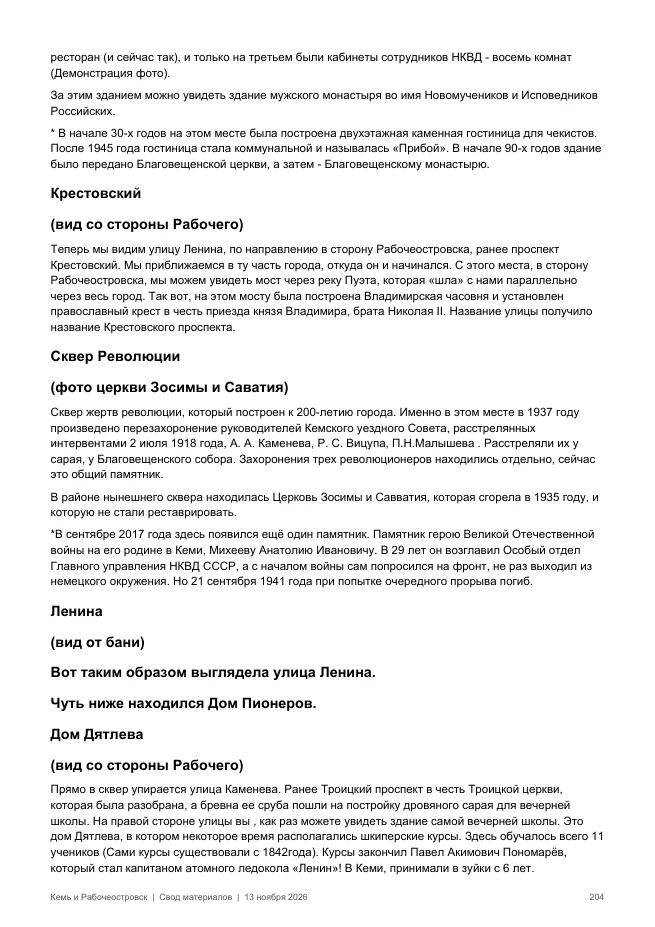 ресторан (и сейчас так), и только на третьем были кабинеты сотрудников НКВД - восемь комнат
(Демонстрация фото).
За этим зданием можно увидеть здание мужского монастыря во имя Новомучеников и Исповедников
Российских.
* В начале 30-х годов на этом месте была построена двухэтажная каменная гостиница для чекистов.
После 1945 года гостиница стала коммунальной и называлась «Прибой». В начале 90-х годов здание
было передано Благовещенской церкви, а затем - Благовещенскому монастырю.
Крестовский
(вид со стороны Рабочего)
Теперь мы видим улицу Ленина, по направлению в сторону Рабочеостровска, ранее проспект
Крестовский. Мы приближаемся в ту часть города, откуда он и начинался. С этого места, в сторону
Рабочеостровска, мы можем увидеть мост через реку Пуэта, которая «шла» с нами параллельно
через весь город. Так вот, на этом мосту была построена Владимирская часовня и установлен
православный крест в честь приезда князя Владимира, брата Николая II. Название улицы получило
название Крестовского проспекта.
Сквер Революции
(фото церкви Зосимы и Саватия)
Сквер жертв революции, который построен к 200-летию города. Именно в этом месте в 1937 году
произведено перезахоронение руководителей Кемского уездного Совета, расстрелянных
интервентами 2 июля 1918 года, А. А. Каменева, Р. С. Вицупа, П.Н.Малышева . Расстреляли их у
сарая, у Благовещенского собора. Захоронения трех революционеров находились отдельно, сейчас
это общий памятник.
В районе нынешнего сквера находилась Церковь Зосимы и Савватия, которая сгорела в 1935 году, и
которую не стали реставрировать.
*В сентябре 2017 года здесь появился ещё один памятник. Памятник герою Великой Отечественной
войны на его родине в Кеми, Михееву Анатолию Ивановичу. В 29 лет он возглавил Особый отдел
Главного управления НКВД СССР, а с началом войны сам попросился на фронт, не раз выходил из
немецкого окружения. Но 21 сентября 1941 года при попытке очередного прорыва погиб.
Ленина
(вид от бани)
Вот таким образом выглядела улица Ленина.
Чуть ниже находился Дом Пионеров.
Дом Дятлева
(вид со стороны Рабочего)
Прямо в сквер упирается улица Каменева. Ранее Троицкий проспект в честь Троицкой церкви,
которая была разобрана, а бревна ее сруба пошли на постройку дровяного сарая для вечерней
школы. На правой стороне улицы вы , как раз можете увидеть здание самой вечерней школы. Это
дом Дятлева, в котором некоторое время располагались шкиперские курсы. Здесь обучалось всего 11
учеников (Сами курсы существовали с 1842года). Курсы закончил Павел Акимович Пономарёв,
который стал капитаном атомного ледокола «Ленин»! В Кеми, принимали в зуйки с 6 лет.
Кемь и Рабочеостровск | Свод материалов | 13 ноября 2026 204